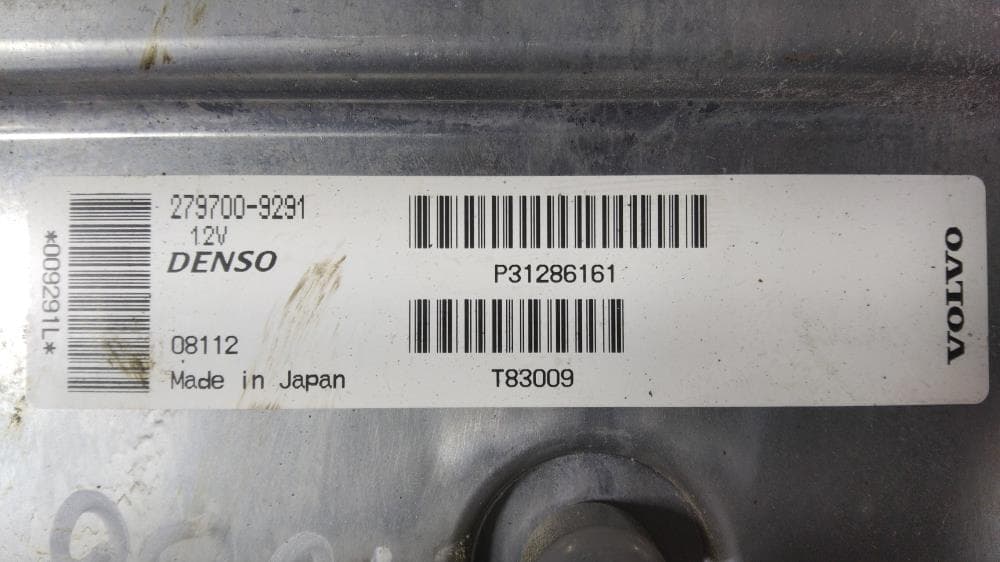 *009291L*
279700-9291
12V
DENSO
08112
Made in Japan
P31286161
T83009
VOLVO